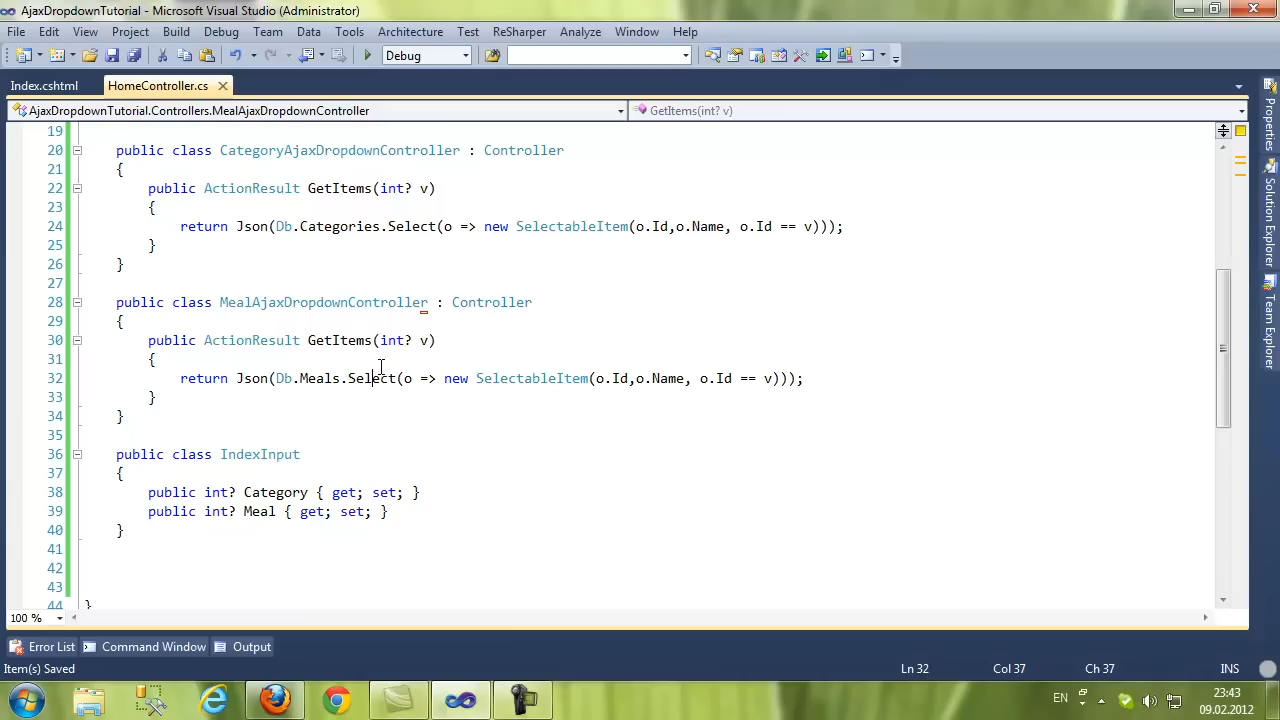 AjaxDropdownTutorial - Microsoft Visual Studio (Administrator)
File Edit View Project Build Debug Team Data Tools Architecture Test ReSharper Analyze Window Help
Debug
Index.cshtml HomeController.cs
AjaxDropdownTutorial.Controllers.MealAjaxDropdownController GetItems(int? v)
19
20 public class CategoryAjaxDropdownController : Controller
21 {
22 public ActionResult GetItems(int? v)
23 {
24 return Json(Db.Categories.Select(o => new SelectableItem(o.Id,o.Name, o.Id == v)));
25 }
26 }
27
28 public class MealAjaxDropdownController : Controller
29 {
30 public ActionResult GetItems(int? v)
31 {
32 return Json(Db.Meals.Select(o => new SelectableItem(o.Id,o.Name, o.Id == v)));
33 }
34 }
35
36 public class IndexInput
37 {
38 public int? Category { get; set; }
39 public int? Meal { get; set; }
40 }
41
42
43
44 }
100 %
Properties
Solution Explorer
Team Explorer
Error List Command Window Output
Item(s) Saved Ln 32 Col 37 Ch 37 INS
EN 23:43
09.02.2012